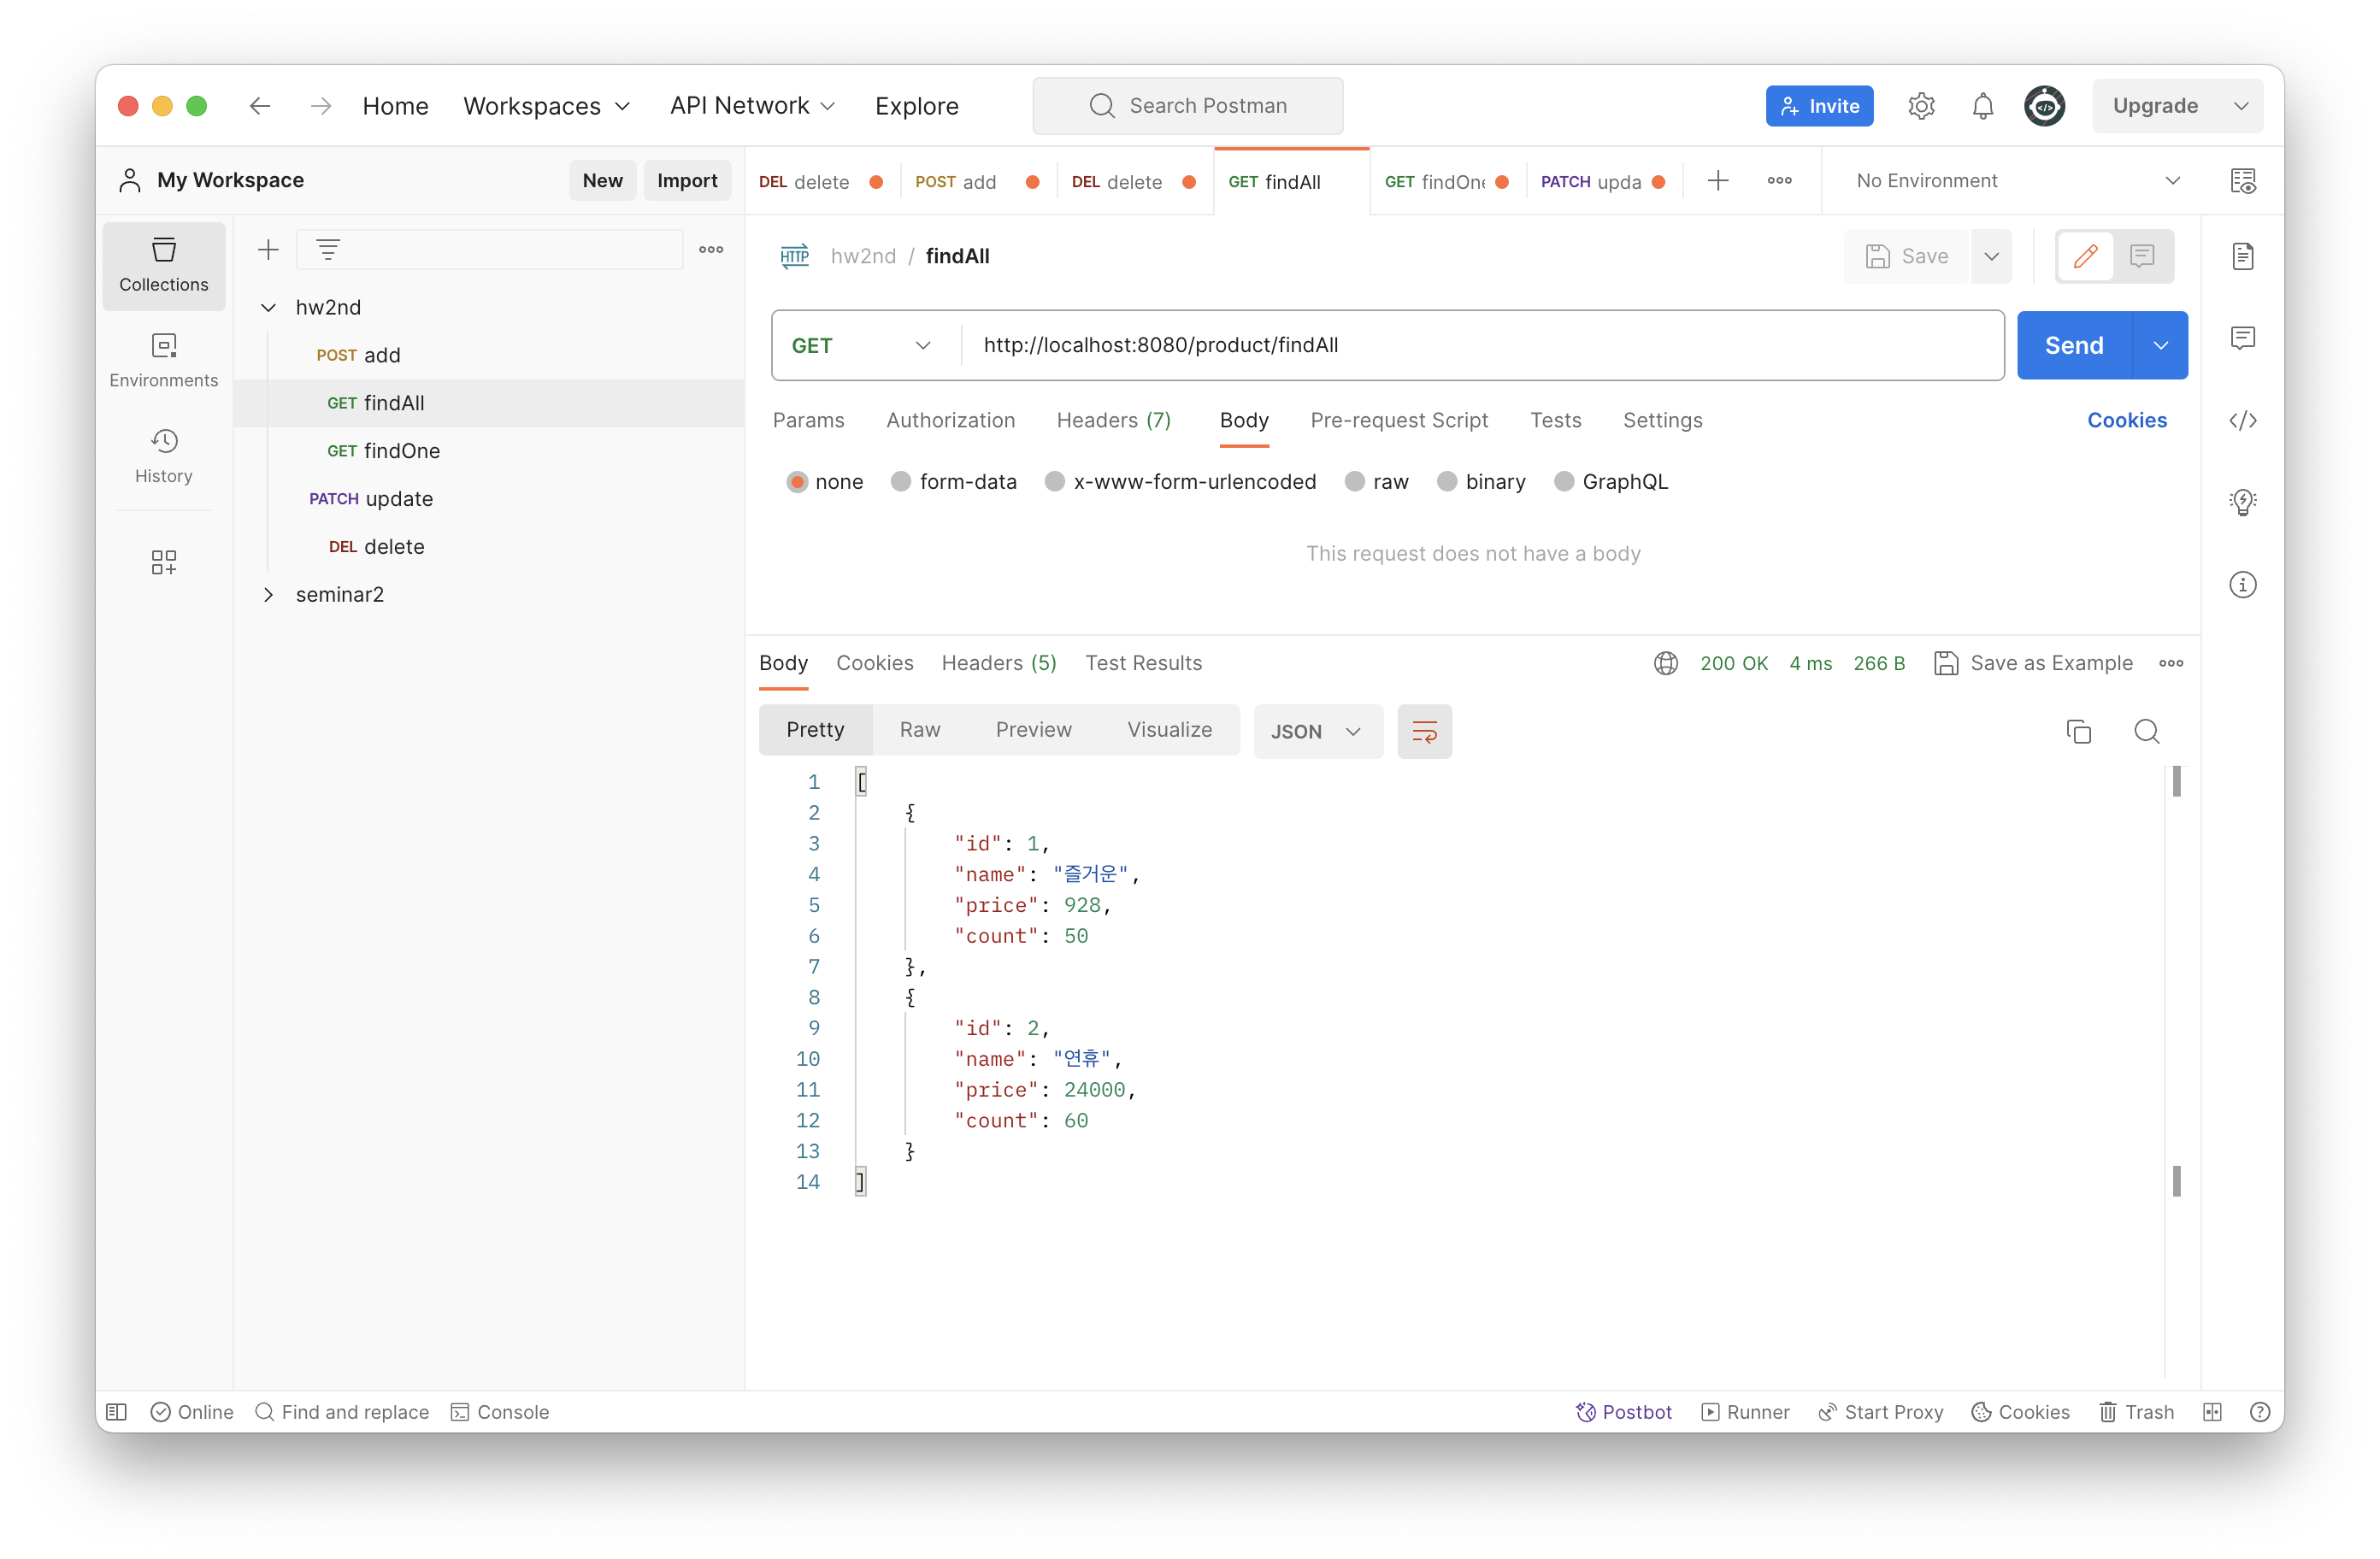 Home Workspaces API Network Explore Search Postman Invite Upgrade
My Workspace New Import
DEL delete POST add DEL delete GET findAll GET findOne PATCH upda No Environment
Collections
Environments
History
hw2nd
POST add
GET findAll
GET findOne
PATCH update
DEL delete
seminar2
HTTP hw2nd / findAll Save
GET http://localhost:8080/product/findAll Send
Params Authorization Headers (7) Body Pre-request Script Tests Settings Cookies
none form-data x-www-form-urlencoded raw binary GraphQL
This request does not have a body
Body Cookies Headers (5) Test Results 200 OK 4 ms 266 B Save as Example
Pretty Raw Preview Visualize JSON
1 [
2 {
3 "id": 1,
4 "name": "즐거운",
5 "price": 928,
6 "count": 50
7 },
8 {
9 "id": 2,
10 "name": "연휴",
11 "price": 24000,
12 "count": 60
13 }
14 ]
Online Find and replace Console Postbot Runner Start Proxy Cookies Trash